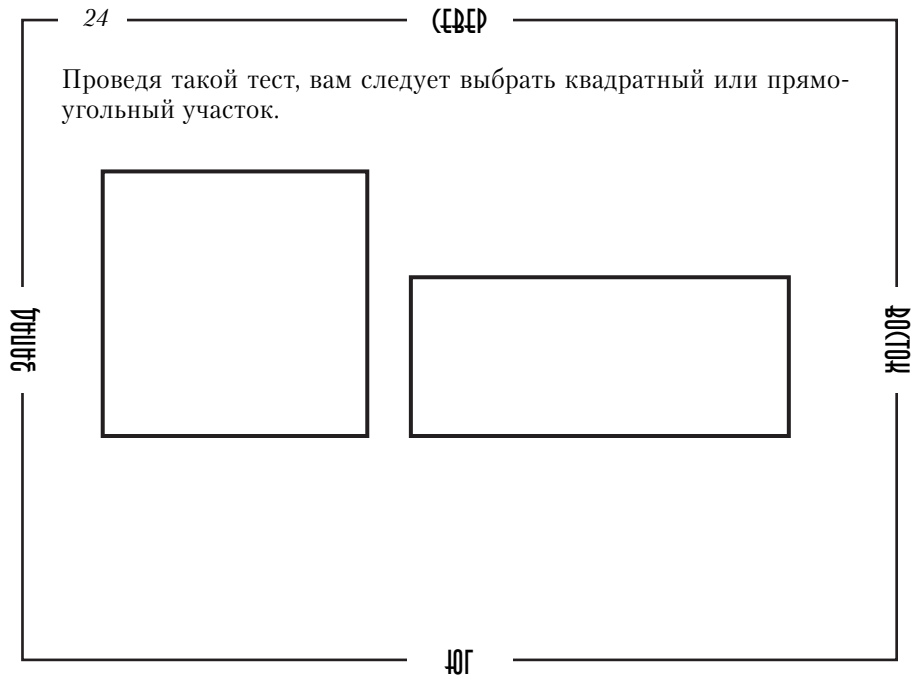 24
СЕВЕР
Проведя такой тест, вам следует выбрать квадратный или прямо-
угольный участок.
ЗАПАД
ВОСТОК
ЮГ